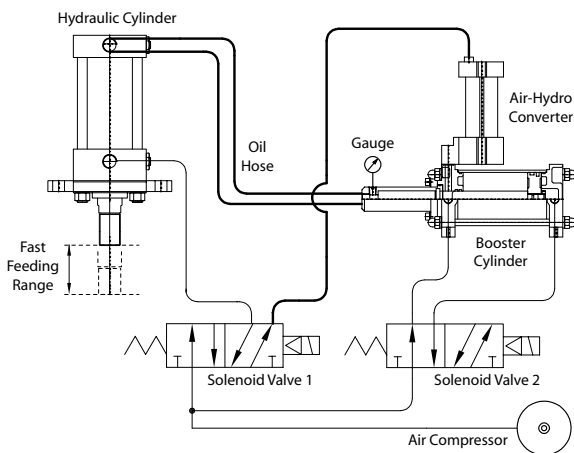 Hydraulic Cylinder
Air-Hydro
Converter
Gauge
Oil
Hose
Fast
Feeding
Range
Booster
Cylinder
Solenoid Valve 1
Solenoid Valve 2
Air Compressor